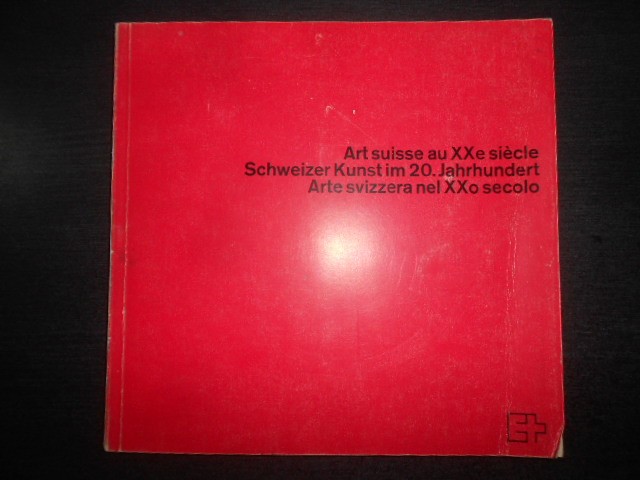 Art suisse au XXe siècle
Schweizer Kunst im 20. Jahrhundert
Arte svizzera nel XXo secolo